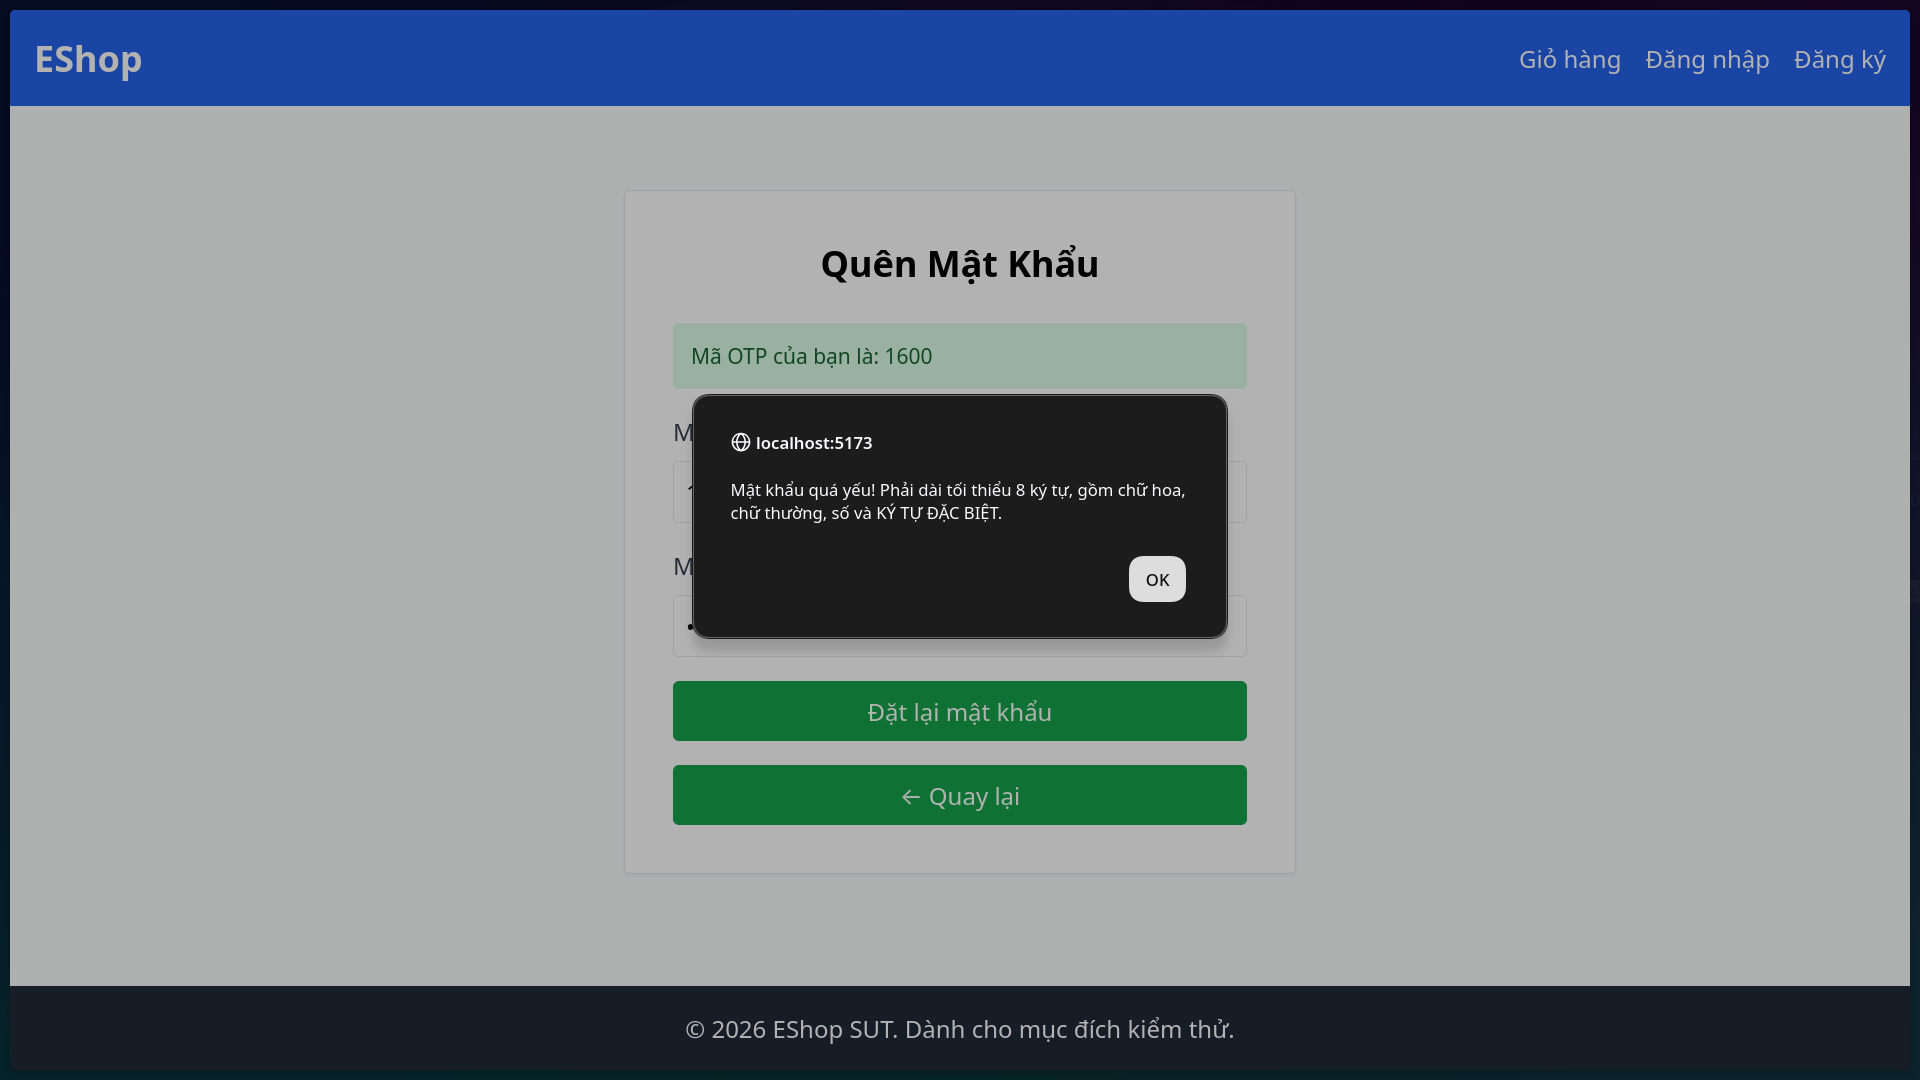 EShop
Giỏ hàng Đăng nhập Đăng ký
Quên Mật Khẩu
Mã OTP của bạn là: 1600
localhost:5173
Mật khẩu quá yếu! Phải dài tối thiểu 8 ký tự, gồm chữ hoa,
chữ thường, số và KÝ TỰ ĐẶC BIỆT.
OK
Đặt lại mật khẩu
← Quay lại
© 2026 EShop SUT. Dành cho mục đích kiểm thử.